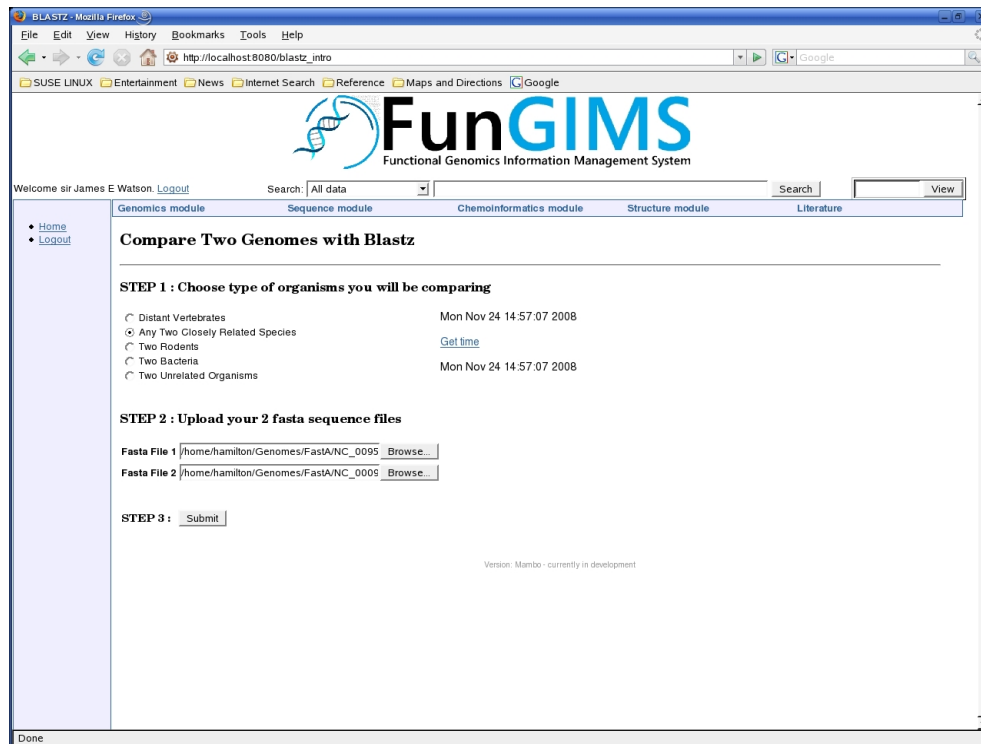 BLASTZ - Mozilla Firefox
File Edit View History Bookmarks Tools Help
http://localhost:8080/blastz_intro
Google
SUSE LINUX Entertainment News Internet Search Reference Maps and Directions Google
FunGIMS
Functional Genomics Information Management System
Welcome sir James E Watson. Logout Search: All data Search View
Genomics module Sequence module Chemoinformatics module Structure module Literature
Home
Logout
Compare Two Genomes with Blastz
STEP 1 : Choose type of organisms you will be comparing
Distant Vertebrates
Any Two Closely Related Species
Two Rodents
Two Bacteria
Two Unrelated Organisms
Mon Nov 24 14:57:07 2008
Get time
Mon Nov 24 14:57:07 2008
STEP 2 : Upload your 2 fasta sequence files
Fasta File 1 /home/hamilton/Genomes/FastA/NC_0095 Browse...
Fasta File 2 /home/hamilton/Genomes/FastA/NC_0009 Browse...
STEP 3 : Submit
Version: Mambo - currently in development
Done